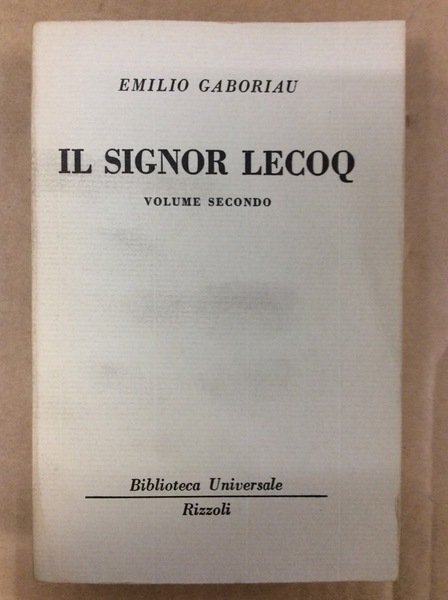 EMILIO GABORIAU
IL SIGNOR LECOQ
VOLUME SECONDO
Biblioteca Universale
Rizzoli